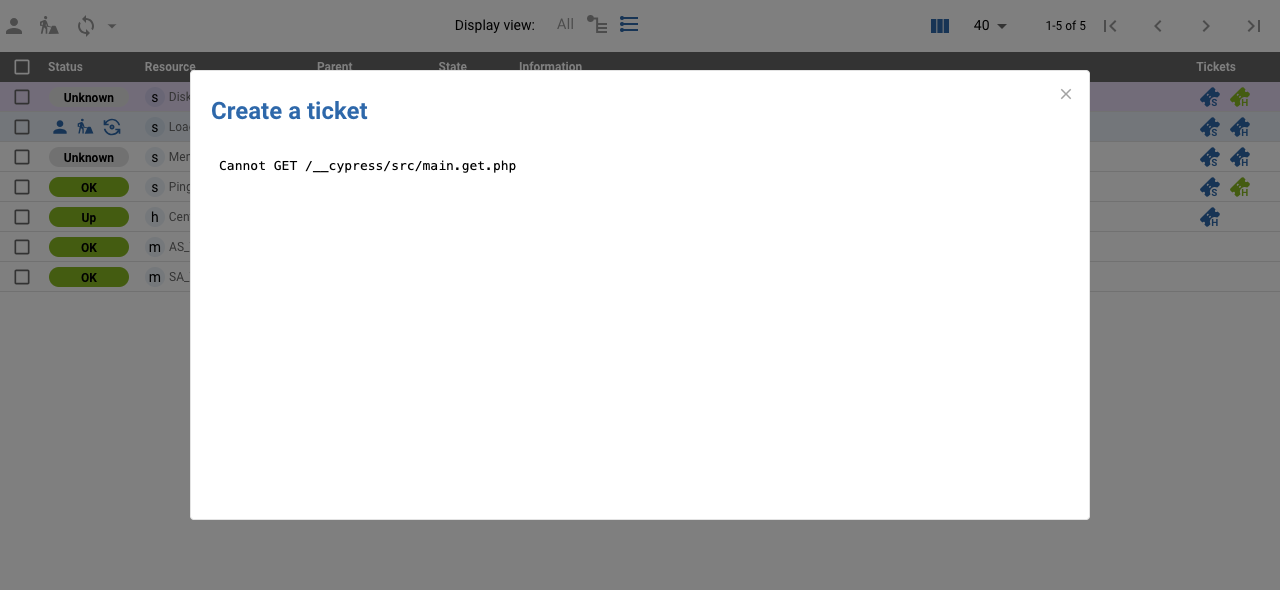 Display view: All 40 1-5 of 5
Status Resource Parent State Information Tickets
Create a ticket
Cannot GET /__cypress/src/main.get.php
Unknown s Disk S H
s Loa S H
Unknown s Mem S H
OK s Ping S H
Up h Cen H
OK m AS_
OK m SA_